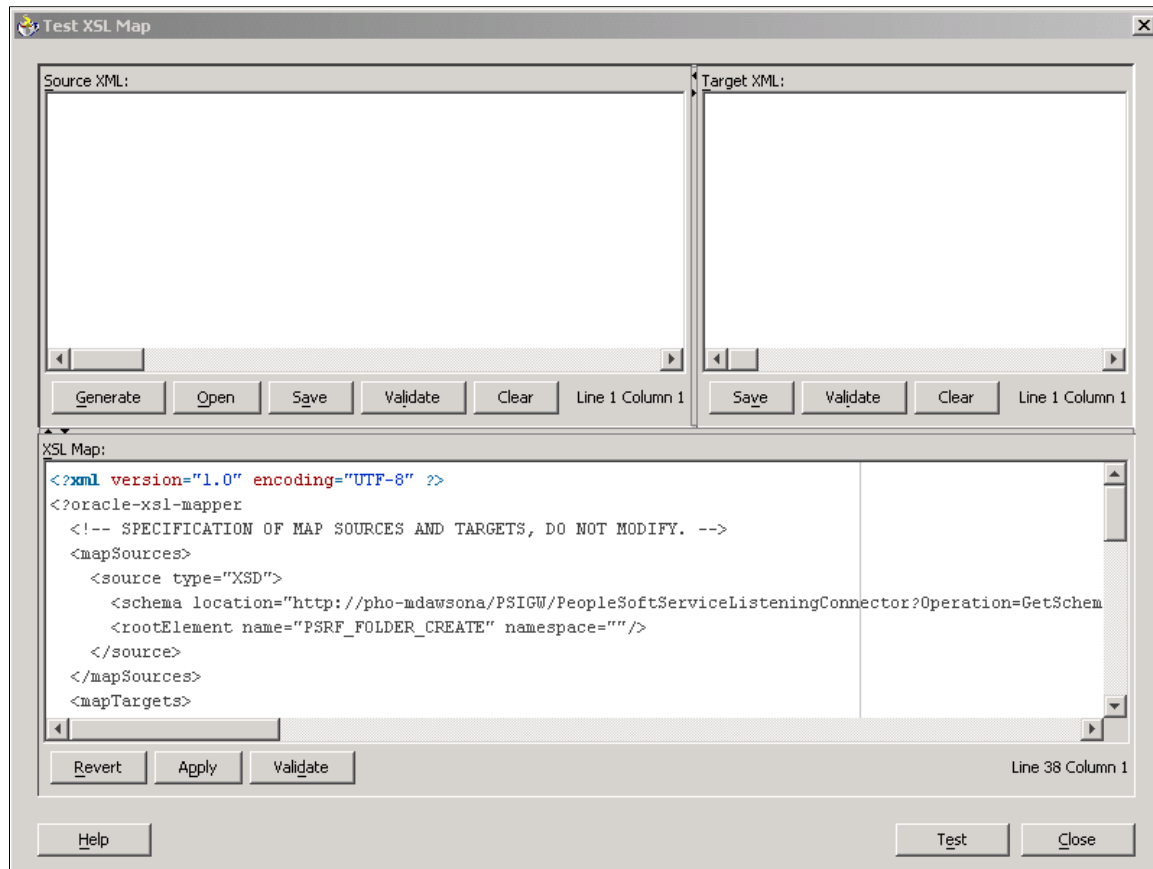 Test XSL Map
Source XML:
Target XML:
Generate Open Save Validate Clear Line 1 Column 1
Save Validate Clear Line 1 Column 1
XSL Map:
<?xml version="1.0" encoding="UTF-8" ?>
<?oracle-xsl-mapper
<!-- SPECIFICATION OF MAP SOURCES AND TARGETS, DO NOT MODIFY. -->
<mapSources>
<source type="XSD">
<schema location="http://pho-mdawsona/PSIGW/PeopleSoftServiceListeningConnector?Operation=GetSchem
<rootElement name="PSRF_FOLDER_CREATE" namespace=""/>
</source>
</mapSources>
<mapTargets>
Revert Apply Validate Line 38 Column 1
Help Test Close